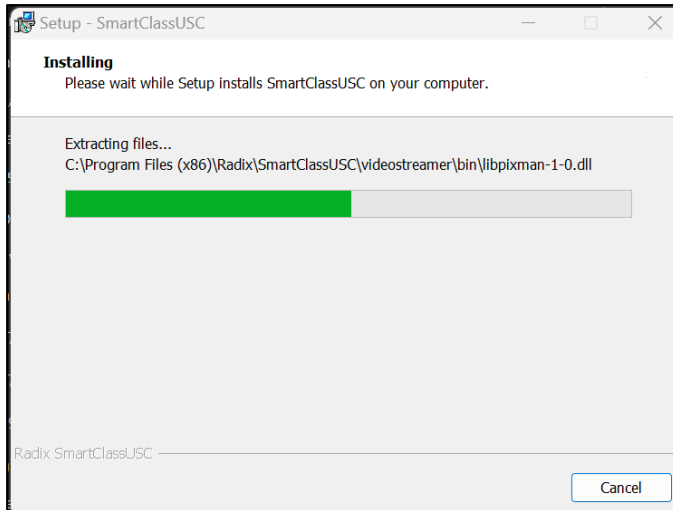 Setup - SmartClassUSC
Installing
Please wait while Setup installs SmartClassUSC on your computer.
Extracting files...
C:\Program Files (x86)\Radix\SmartClassUSC\videostreamer\bin\libpixman-1-0.dll
Radix SmartClassUSC
Cancel